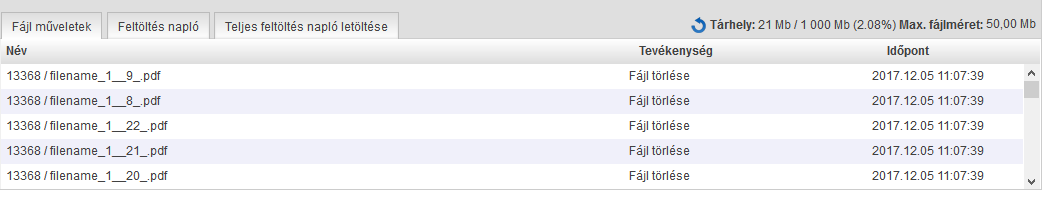 Fájl műveletek Feltöltés napló Teljes feltöltés napló letöltése Tárhely: 21 Mb / 1 000 Mb (2.08%) Max. fájlméret: 50,00 Mb
Név Tevékenység Időpont
13368 / filename_1__9_.pdf Fájl törlése 2017.12.05 11:07:39
13368 / filename_1__8_.pdf Fájl törlése 2017.12.05 11:07:39
13368 / filename_1__22_.pdf Fájl törlése 2017.12.05 11:07:39
13368 / filename_1__21_.pdf Fájl törlése 2017.12.05 11:07:39
13368 / filename_1__20_.pdf Fájl törlése 2017.12.05 11:07:39